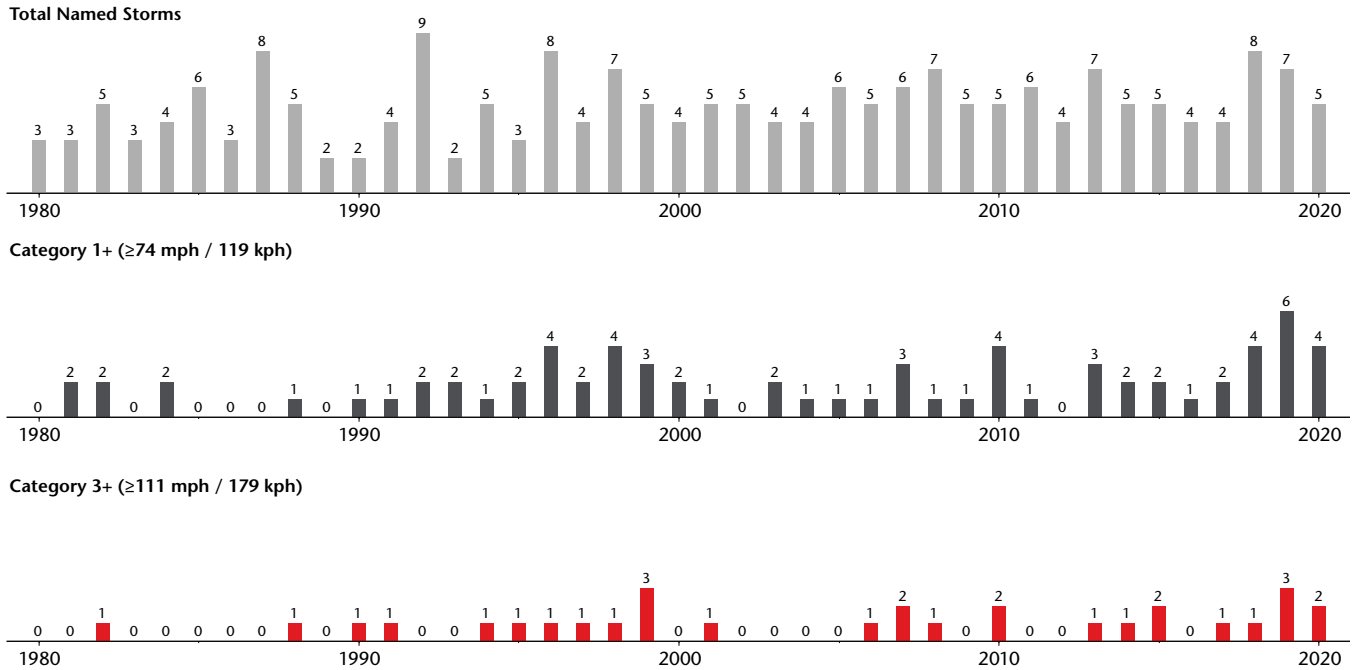 Total Named Storms
3 3 5 3 4 6 3 8 5 2 2 4 9 2 5 3 8 4 7 5 4 5 5 4 4 6 5 6 7 5 5 6 4 7 5 5 4 4 8 7 5
1980 1990 2000 2010 2020
Category 1+ (≥74 mph / 119 kph)
0 2 2 0 2 0 0 0 1 0 1 1 2 2 1 2 4 2 4 3 2 1 0 2 1 1 1 3 1 1 4 1 0 3 2 2 1 2 4 6 4
1980 1990 2000 2010 2020
Category 3+ (≥111 mph / 179 kph)
0 0 1 0 0 0 0 0 1 0 1 1 0 0 1 1 1 1 1 3 0 1 0 0 0 0 1 2 1 0 2 0 0 1 1 2 0 1 1 3 2
1980 1990 2000 2010 2020